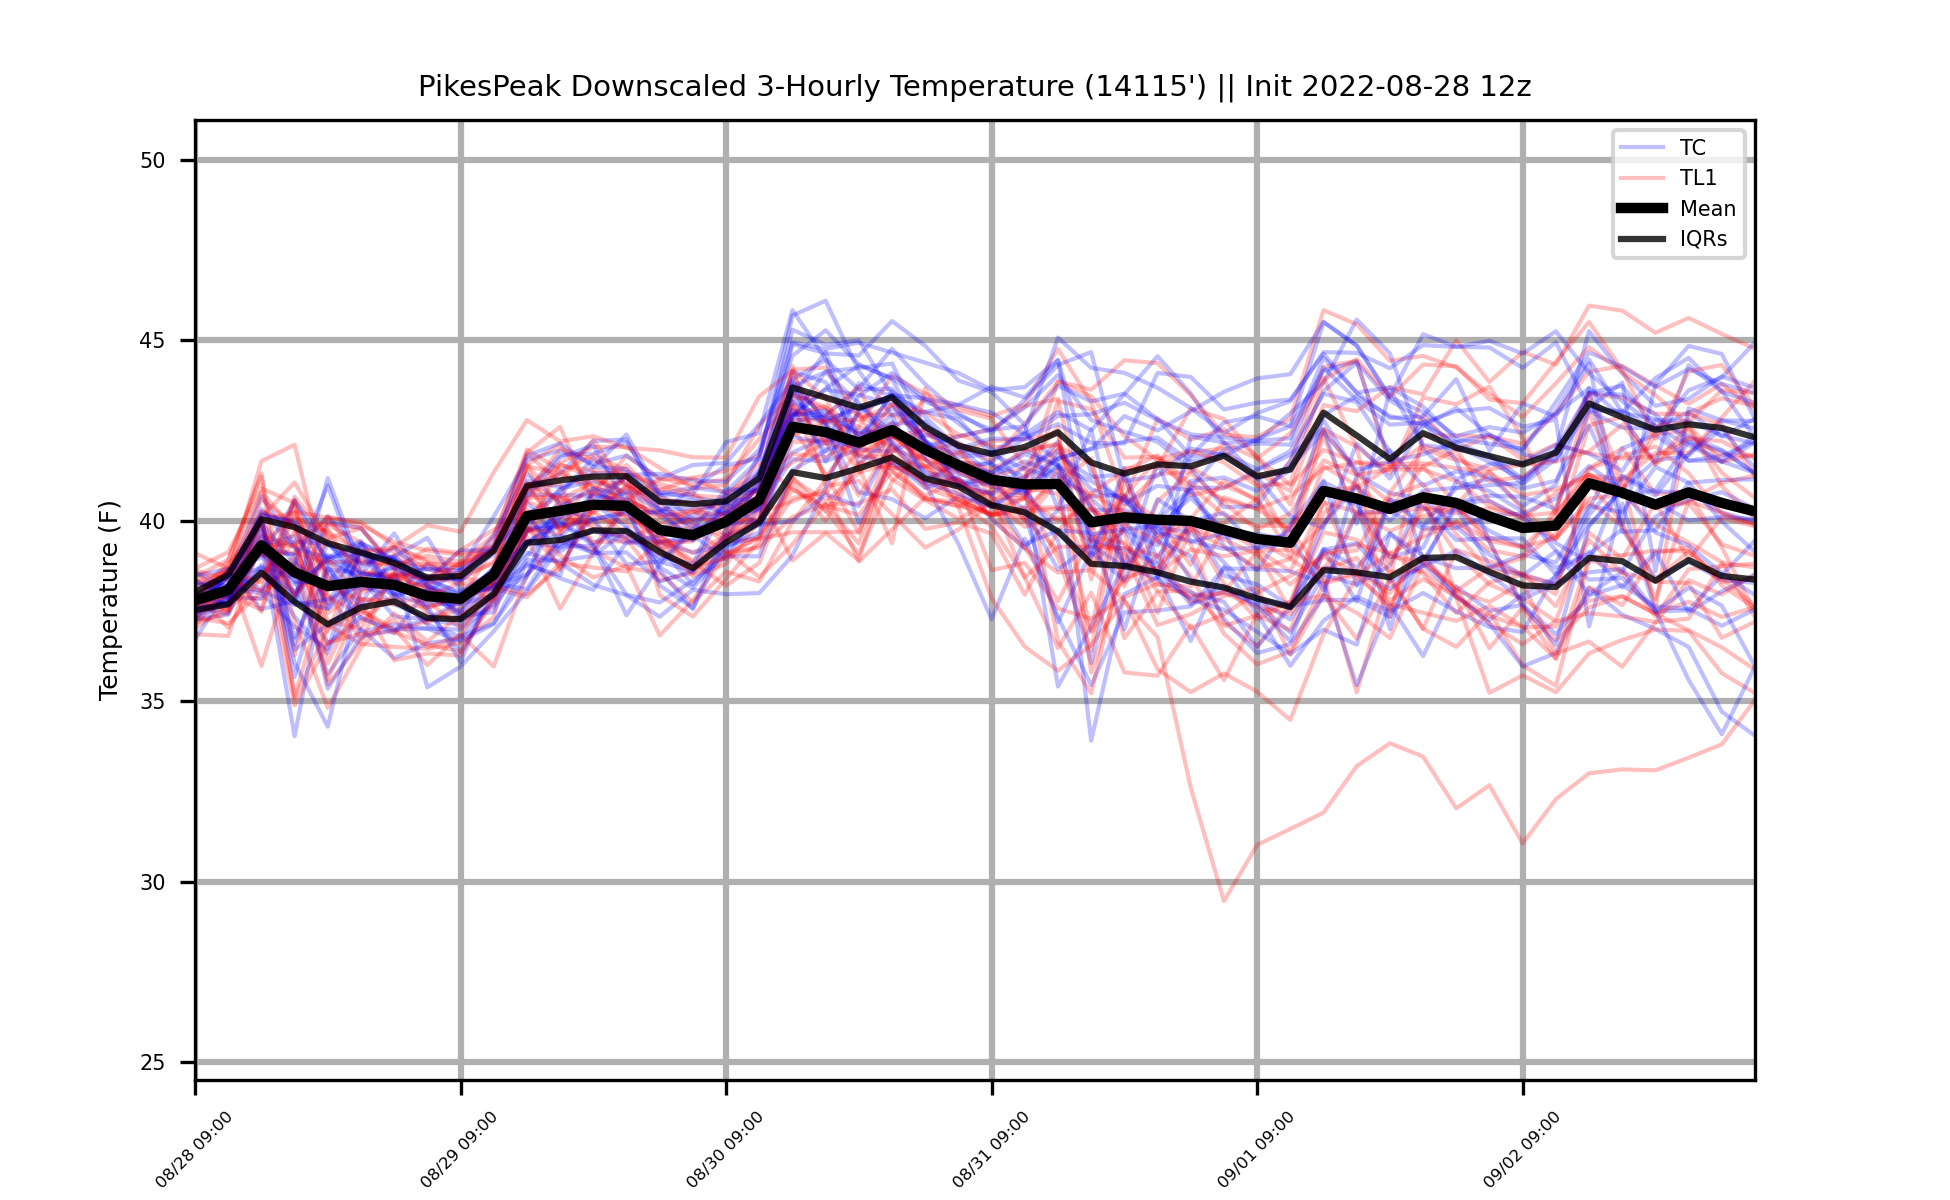 PikesPeak Downscaled 3-Hourly Temperature (14115') || Init 2022-08-28 12z
TC
TL1
Mean
IQRs
Temperature (F)
50
45
40
35
30
25
08/28 09:00
08/29 09:00
08/30 09:00
08/31 09:00
09/01 09:00
09/02 09:00